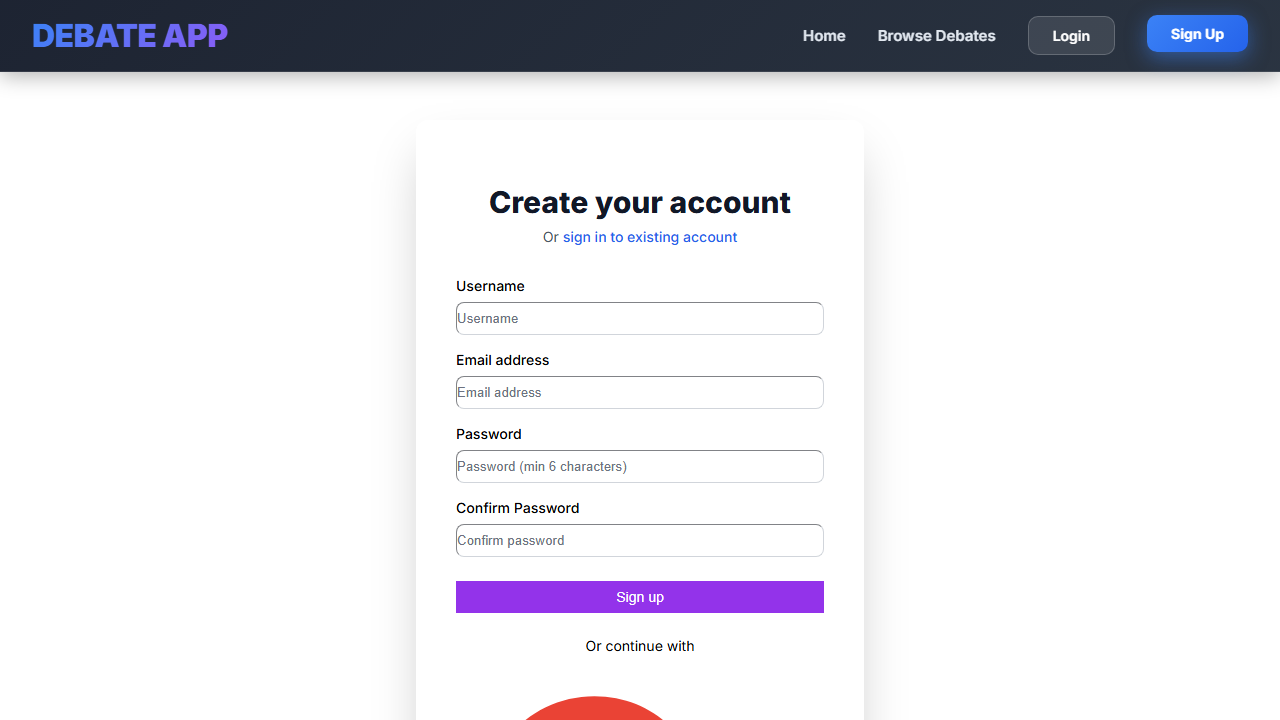 DEBATE APP
Home
Browse Debates
Login
Sign Up
Create your account
Or sign in to existing account
Username
Username
Email address
Email address
Password
Password (min 6 characters)
Confirm Password
Confirm password
Sign up
Or continue with